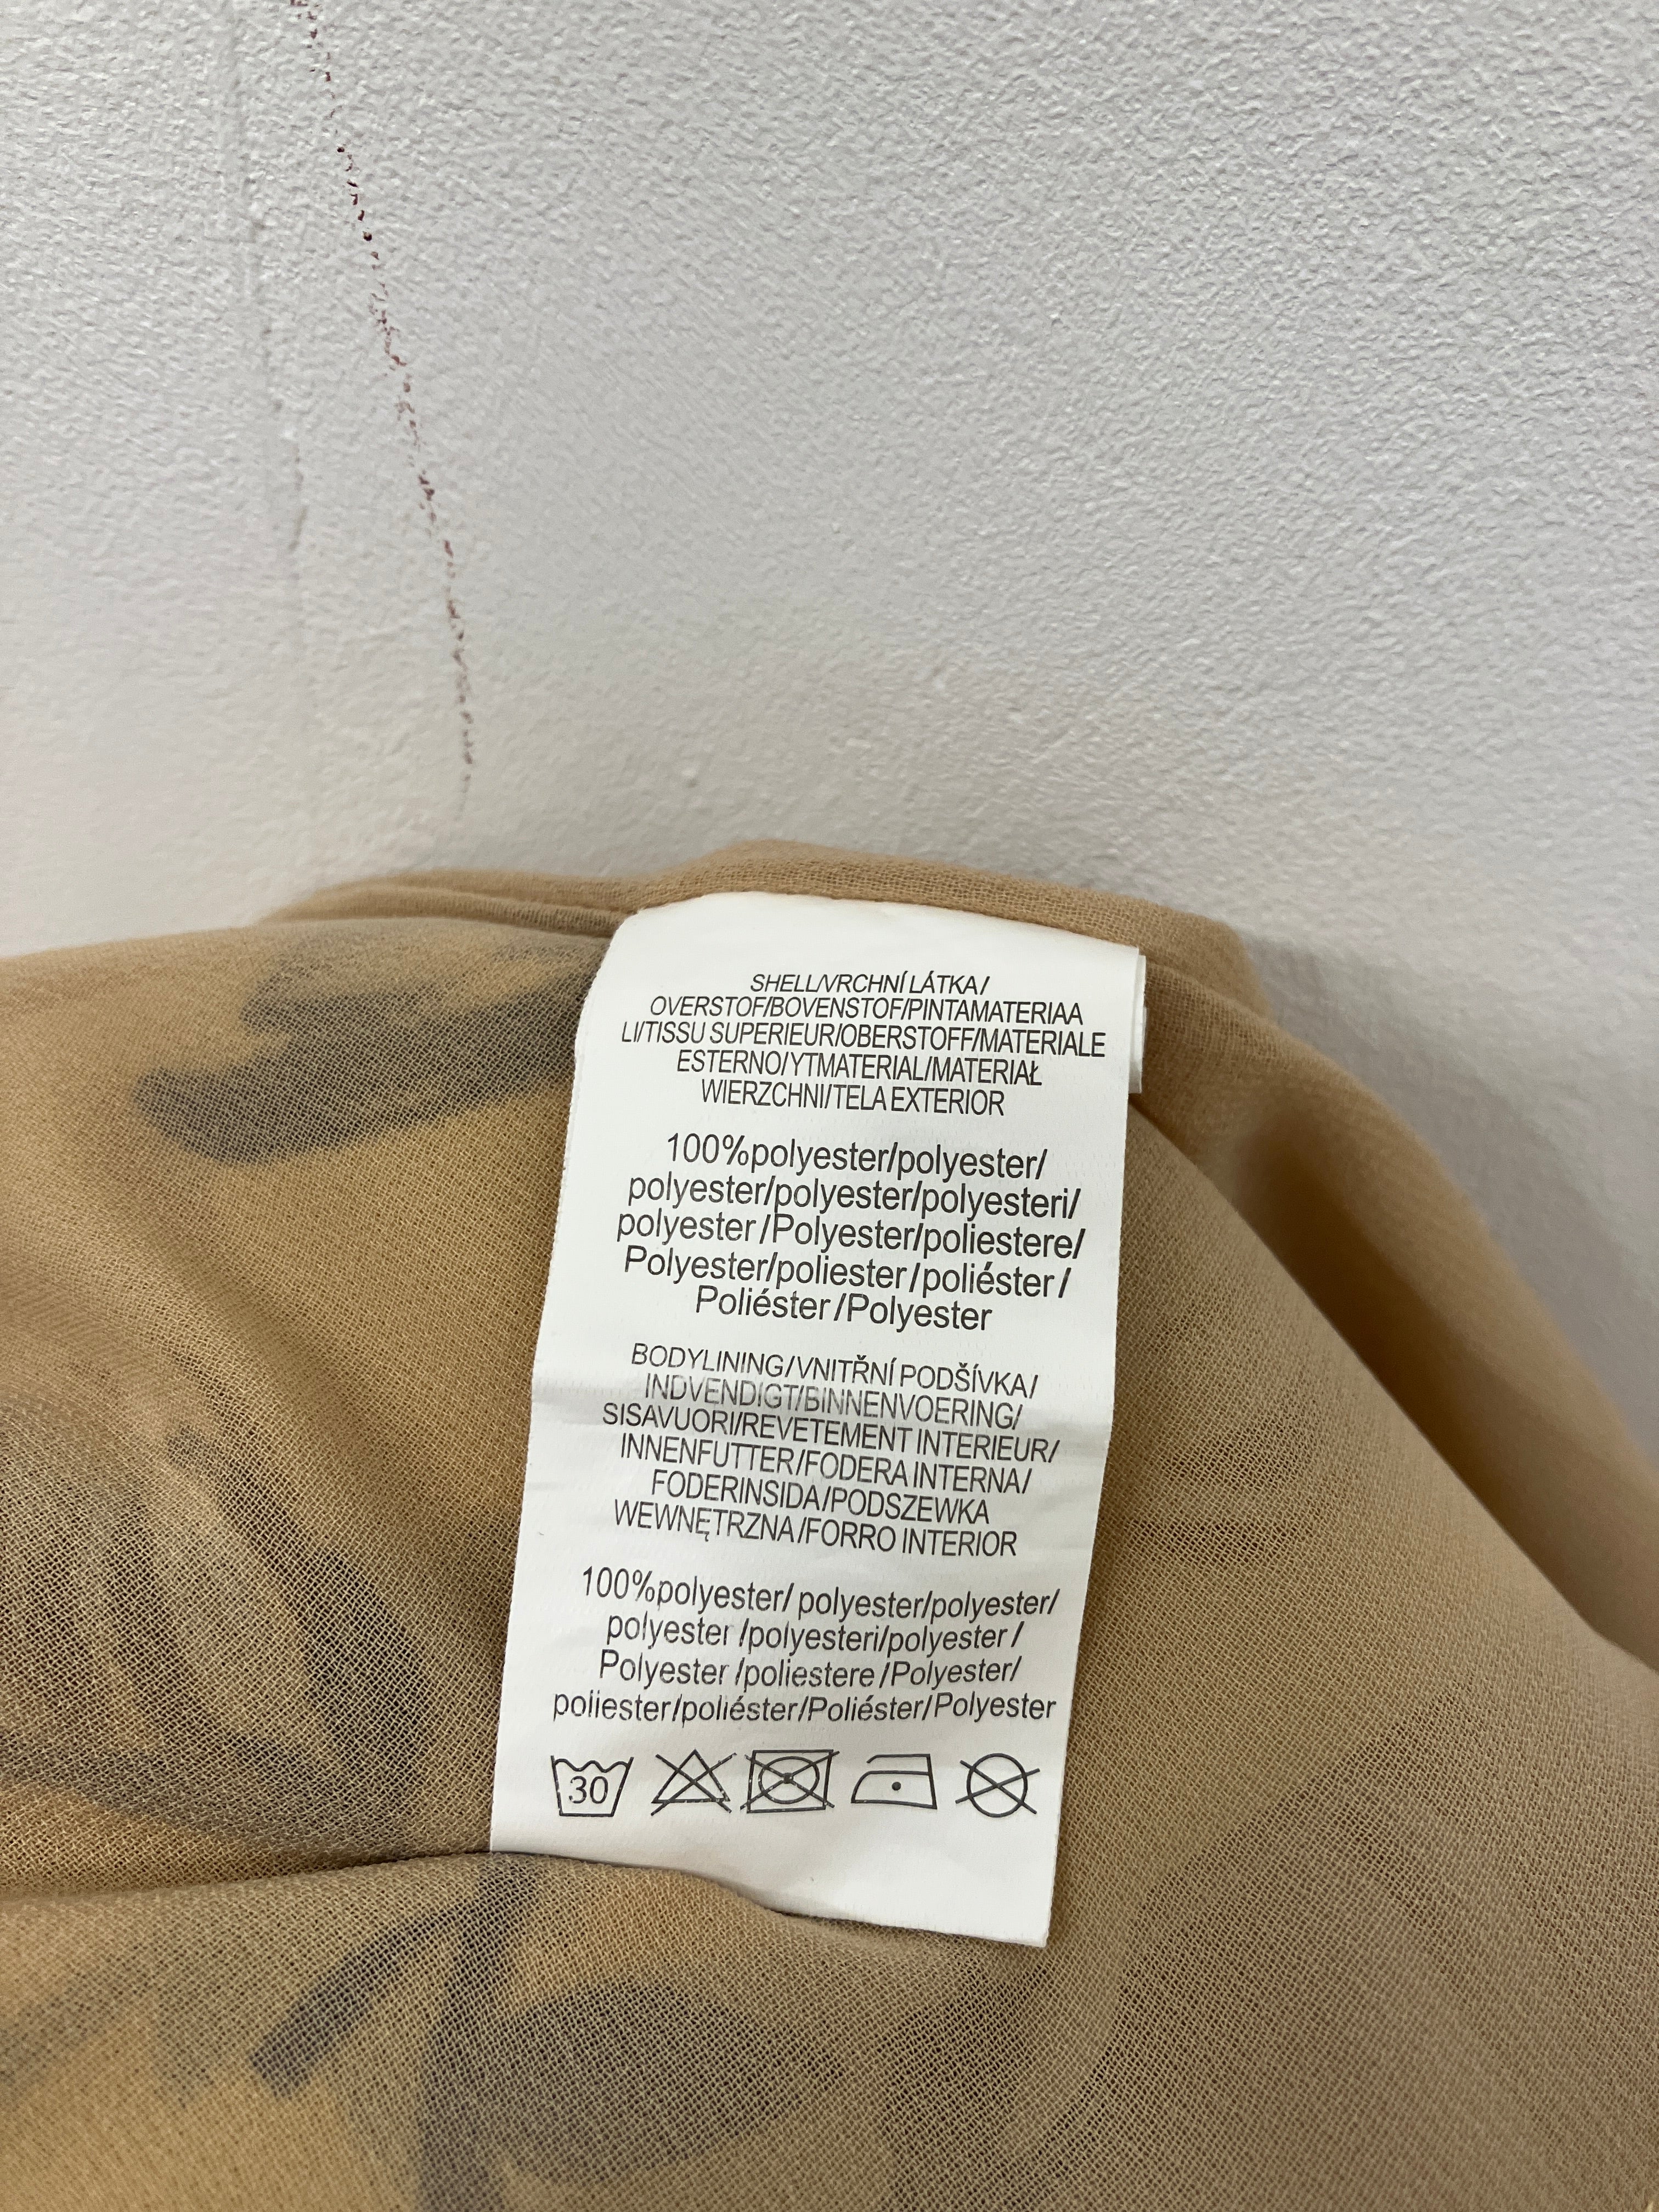 SHELL/VRCHNÍ LÁTKA/
OVERSTOF/BOVENSTOF/PINTAMATERIAA
LI/TISSU SUPERIEUR/OBERSTOFF/MATERIALE
ESTERNO/YTMATERIAL/MATERIAŁ
WIERZCHNI/TELA EXTERIOR
100%polyester/polyester/
polyester/polyester/polyesteri/
polyester/Polyester/poliestere/
Polyester/poliester/poliéster/
Poliéster/Polyester
BODYLINING/VNITŘNÍ PODŠÍVKA/
INDVENDIGT/BINNENVOERING/
SISÄVUORI/REVETEMENT INTERIEUR/
INNENFUTTER/FODERA INTERNA/
FODERINSIDA/PODSZEWKA
WEWNĘTRZNA/FORRO INTERIOR
100%polyester/ polyester/polyester/
polyester /polyesteri/polyester/
Polyester /poliestere /Polyester/
poliester/poliéster/Poliéster/Polyester
30